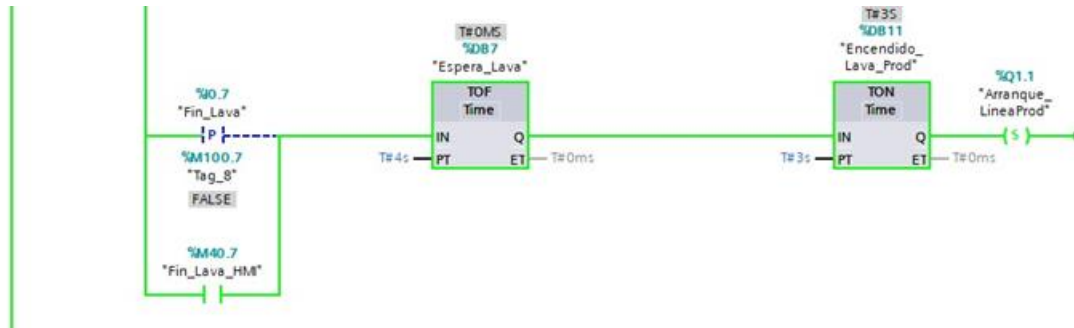 T#0MS
%DB7
"Espera_Lava"
TOF
Time
IN
Q
T#4s
PT
ET
T#0ms
T#3S
%DB11
"Encendido_
Lava_Prod"
TON
Time
IN
Q
T#3s
PT
ET
T#0ms
%Q1.1
"Arranque_
LineaProd"
S
%I0.7
"Fin_Lava"
P
%M100.7
"Tag_8"
FALSE
%M40.7
"Fin_Lava_HMI"